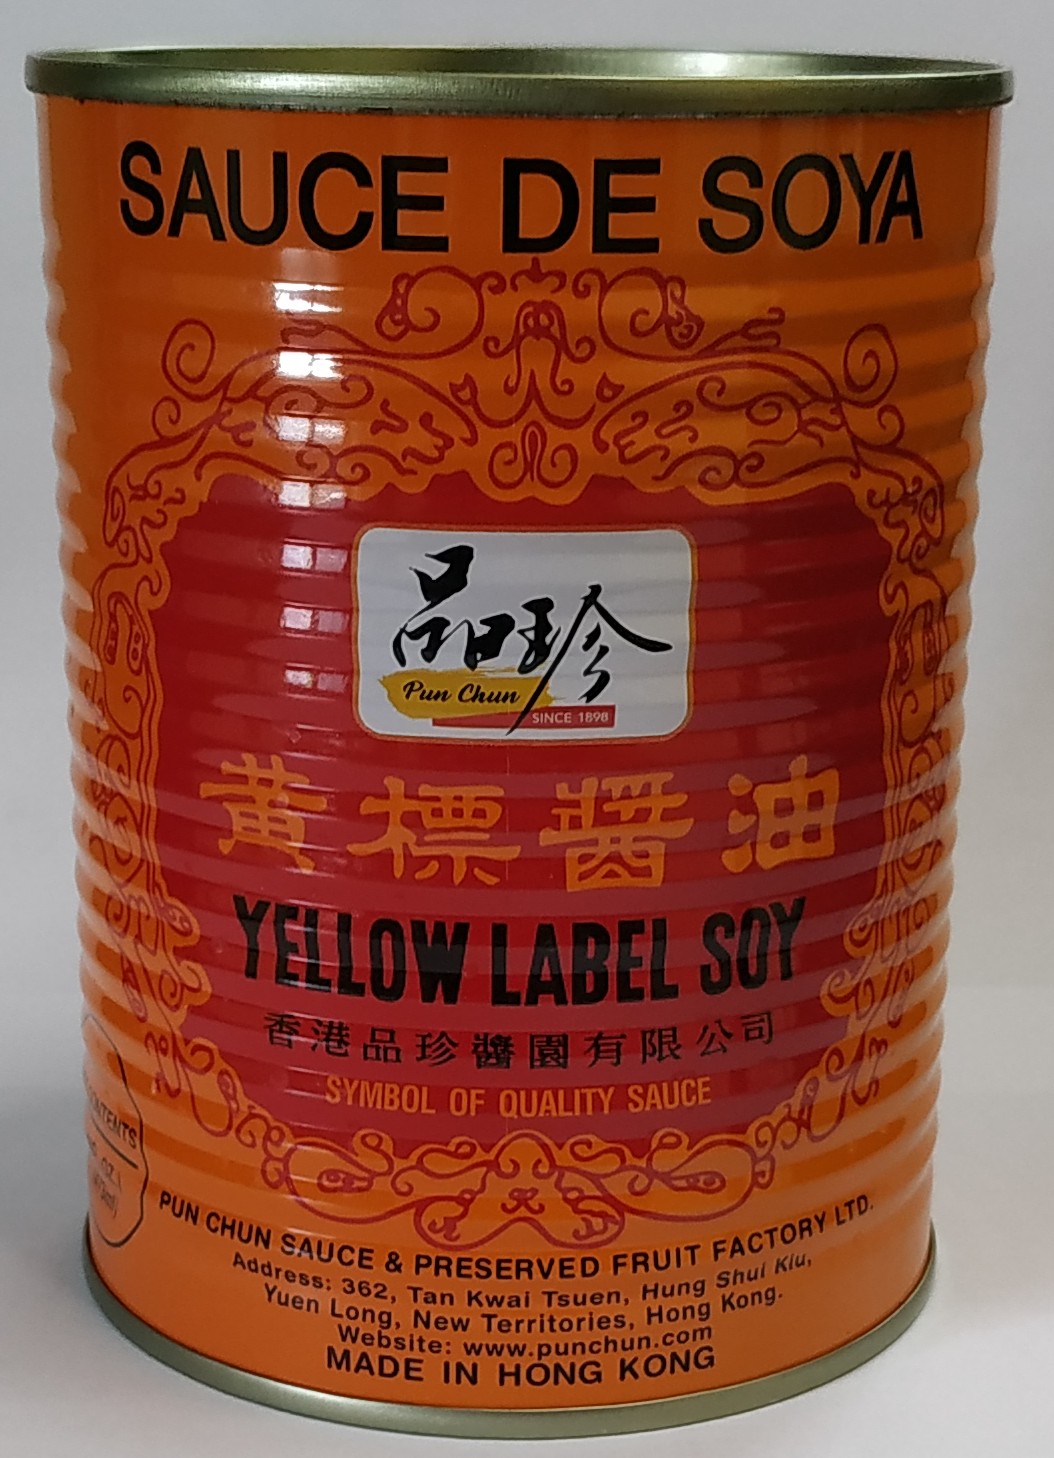 SAUCE DE SOYA
品珍
Pun Chun
SINCE 1898
黃標醬油
YELLOW LABEL SOY
香港品珍醬園有限公司
SYMBOL OF QUALITY SAUCE
PUN CHUN SAUCE & PRESERVED FRUIT FACTORY LTD.
Address: 362, Tan Kwai Tsuen, Hung Shui Kiu,
Yuen Long, New Territories, Hong Kong.
Website: www.punchun.com
MADE IN HONG KONG